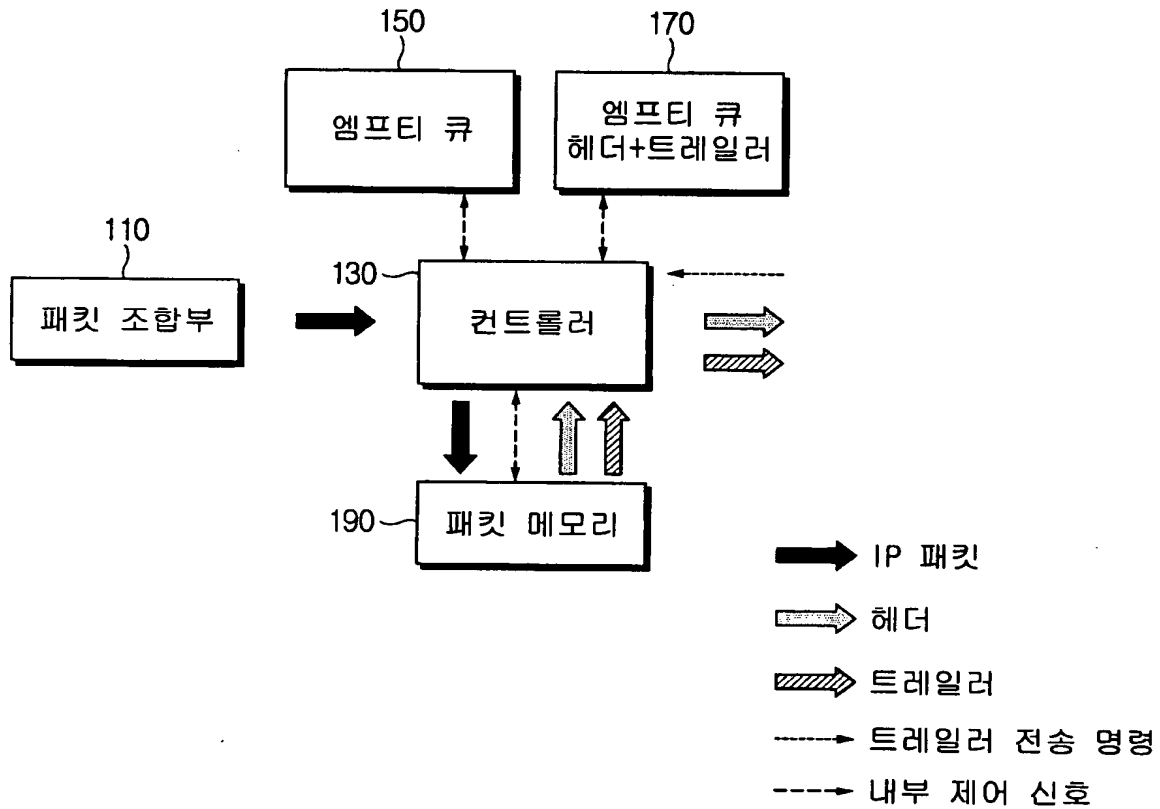 150
170
엠프티 큐
엠프티 큐
헤더+트레일러
110
130
패킷 조합부
컨트롤러
190
패킷 메모리
IP 패킷
헤더
트레일러
트레일러 전송 명령
내부 제어 신호